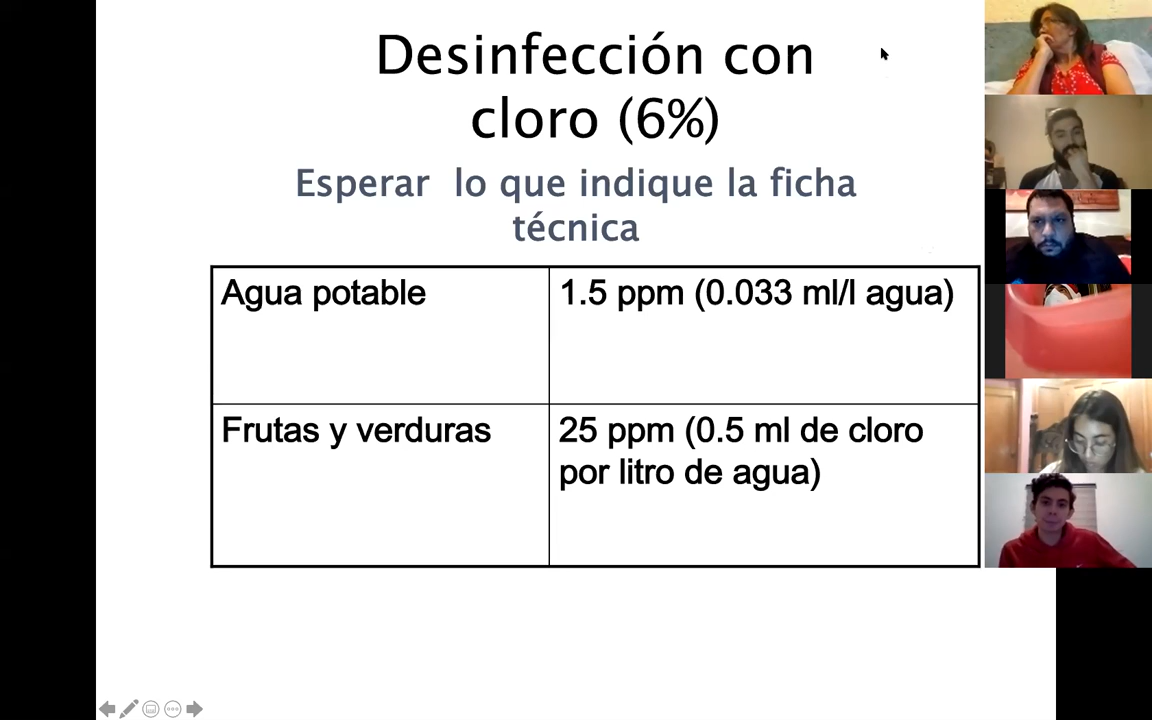 Desinfección con
cloro (6%)
Esperar lo que indique la ficha
técnica
Agua potable
1.5 ppm (0.033 ml/l agua)
Frutas y verduras
25 ppm (0.5 ml de cloro
por litro de agua)